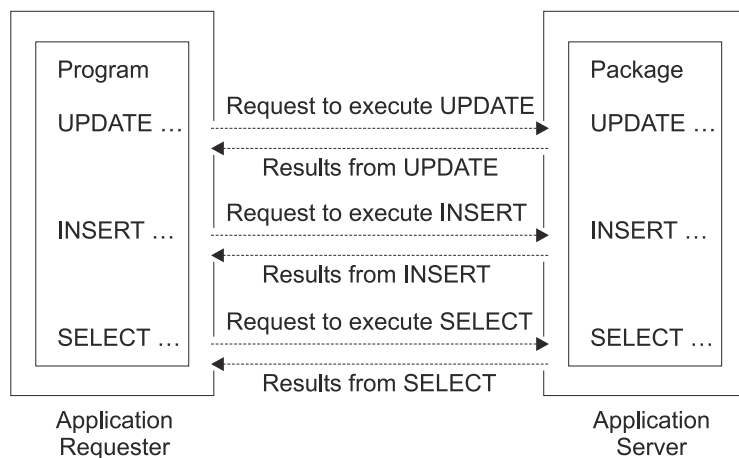 Program
Package
Request to execute UPDATE
UPDATE …
UPDATE …
Results from UPDATE
Request to execute INSERT
INSERT …
INSERT …
Results from INSERT
Request to execute SELECT
SELECT …
SELECT …
Results from SELECT
Application
Requester
Application
Server